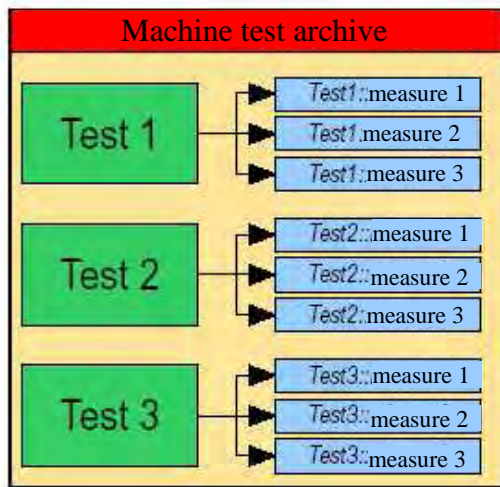 Machine test archive
Test 1
Test1::measure 1
Test1:.measure 2
Test1:.measure 3
Test 2
Test2::measure 1
Test2::measure 2
Test2:.measure 3
Test 3
Test3::measure 1
Test3::measure 2
Test3::measure 3